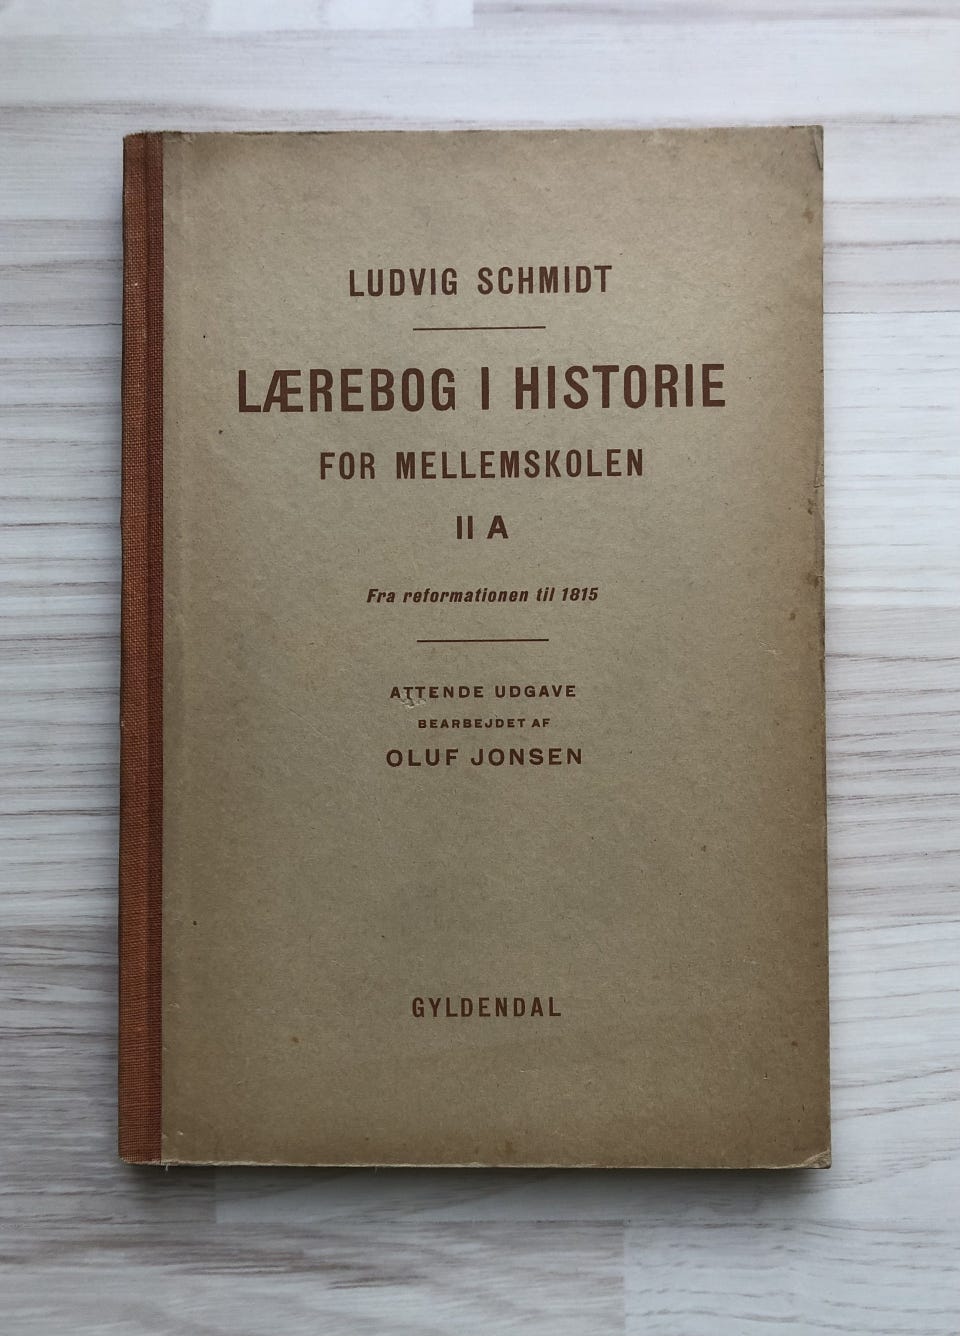 LUDVIG SCHMIDT
LÆREBOG I HISTORIE
FOR MELLEMSKOLEN
II A
Fra reformationen til 1815
ATTENDE UDGAVE
BEARBEJDET AF
OLUF JONSEN
GYLDENDAL